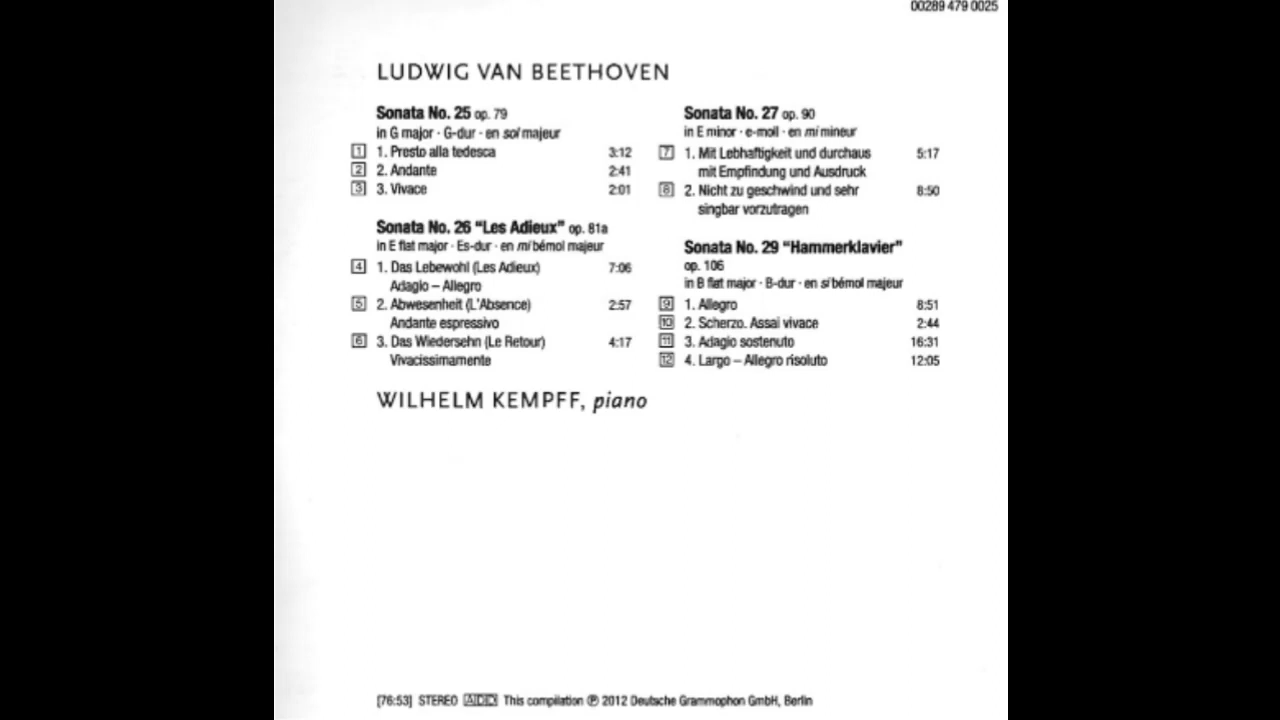 00289 479 0025
LUDWIG VAN BEETHOVEN
Sonata No. 25 op. 79
in G major · G-dur · en sol majeur
1 1. Presto alla tedesca 3:12
2 2. Andante 2:41
3 3. Vivace 2:01
Sonata No. 26 “Les Adieux” op. 81a
in E flat major · Es-dur · en mi bémol majeur
4 1. Das Lebewohl (Les Adieux) 7:06
Adagio – Allegro
5 2. Abwesenheit (L'Absence) 2:57
Andante espressivo
6 3. Das Wiedersehn (Le Retour) 4:17
Vivacissimamente
Sonata No. 27 op. 90
in E minor · e-moll · en mi mineur
7 1. Mit Lebhaftigkeit und durchaus 5:17
mit Empfindung und Ausdruck
8 2. Nicht zu geschwind und sehr 8:50
singbar vorzutragen
Sonata No. 29 “Hammerklavier”
op. 106
in B flat major · B-dur · en si bémol majeur
9 1. Allegro 8:51
10 2. Scherzo. Assai vivace 2:44
11 3. Adagio sostenuto 16:31
12 4. Largo – Allegro risoluto 12:05
WILHELM KEMPFF, piano
[76:53] STEREO ADD This compilation ℗ 2012 Deutsche Grammophon GmbH, Berlin